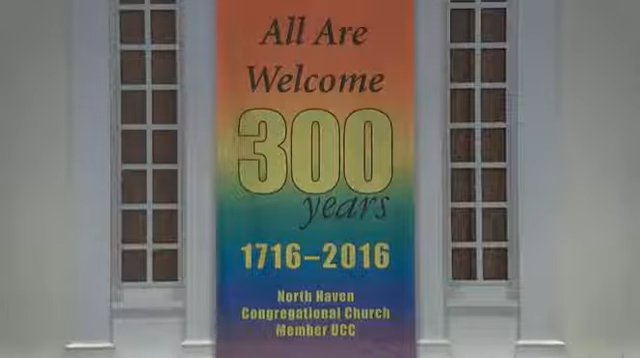 All Are
Welcome
300
years
1716–2016
North Haven
Congregational Church
Member UCC